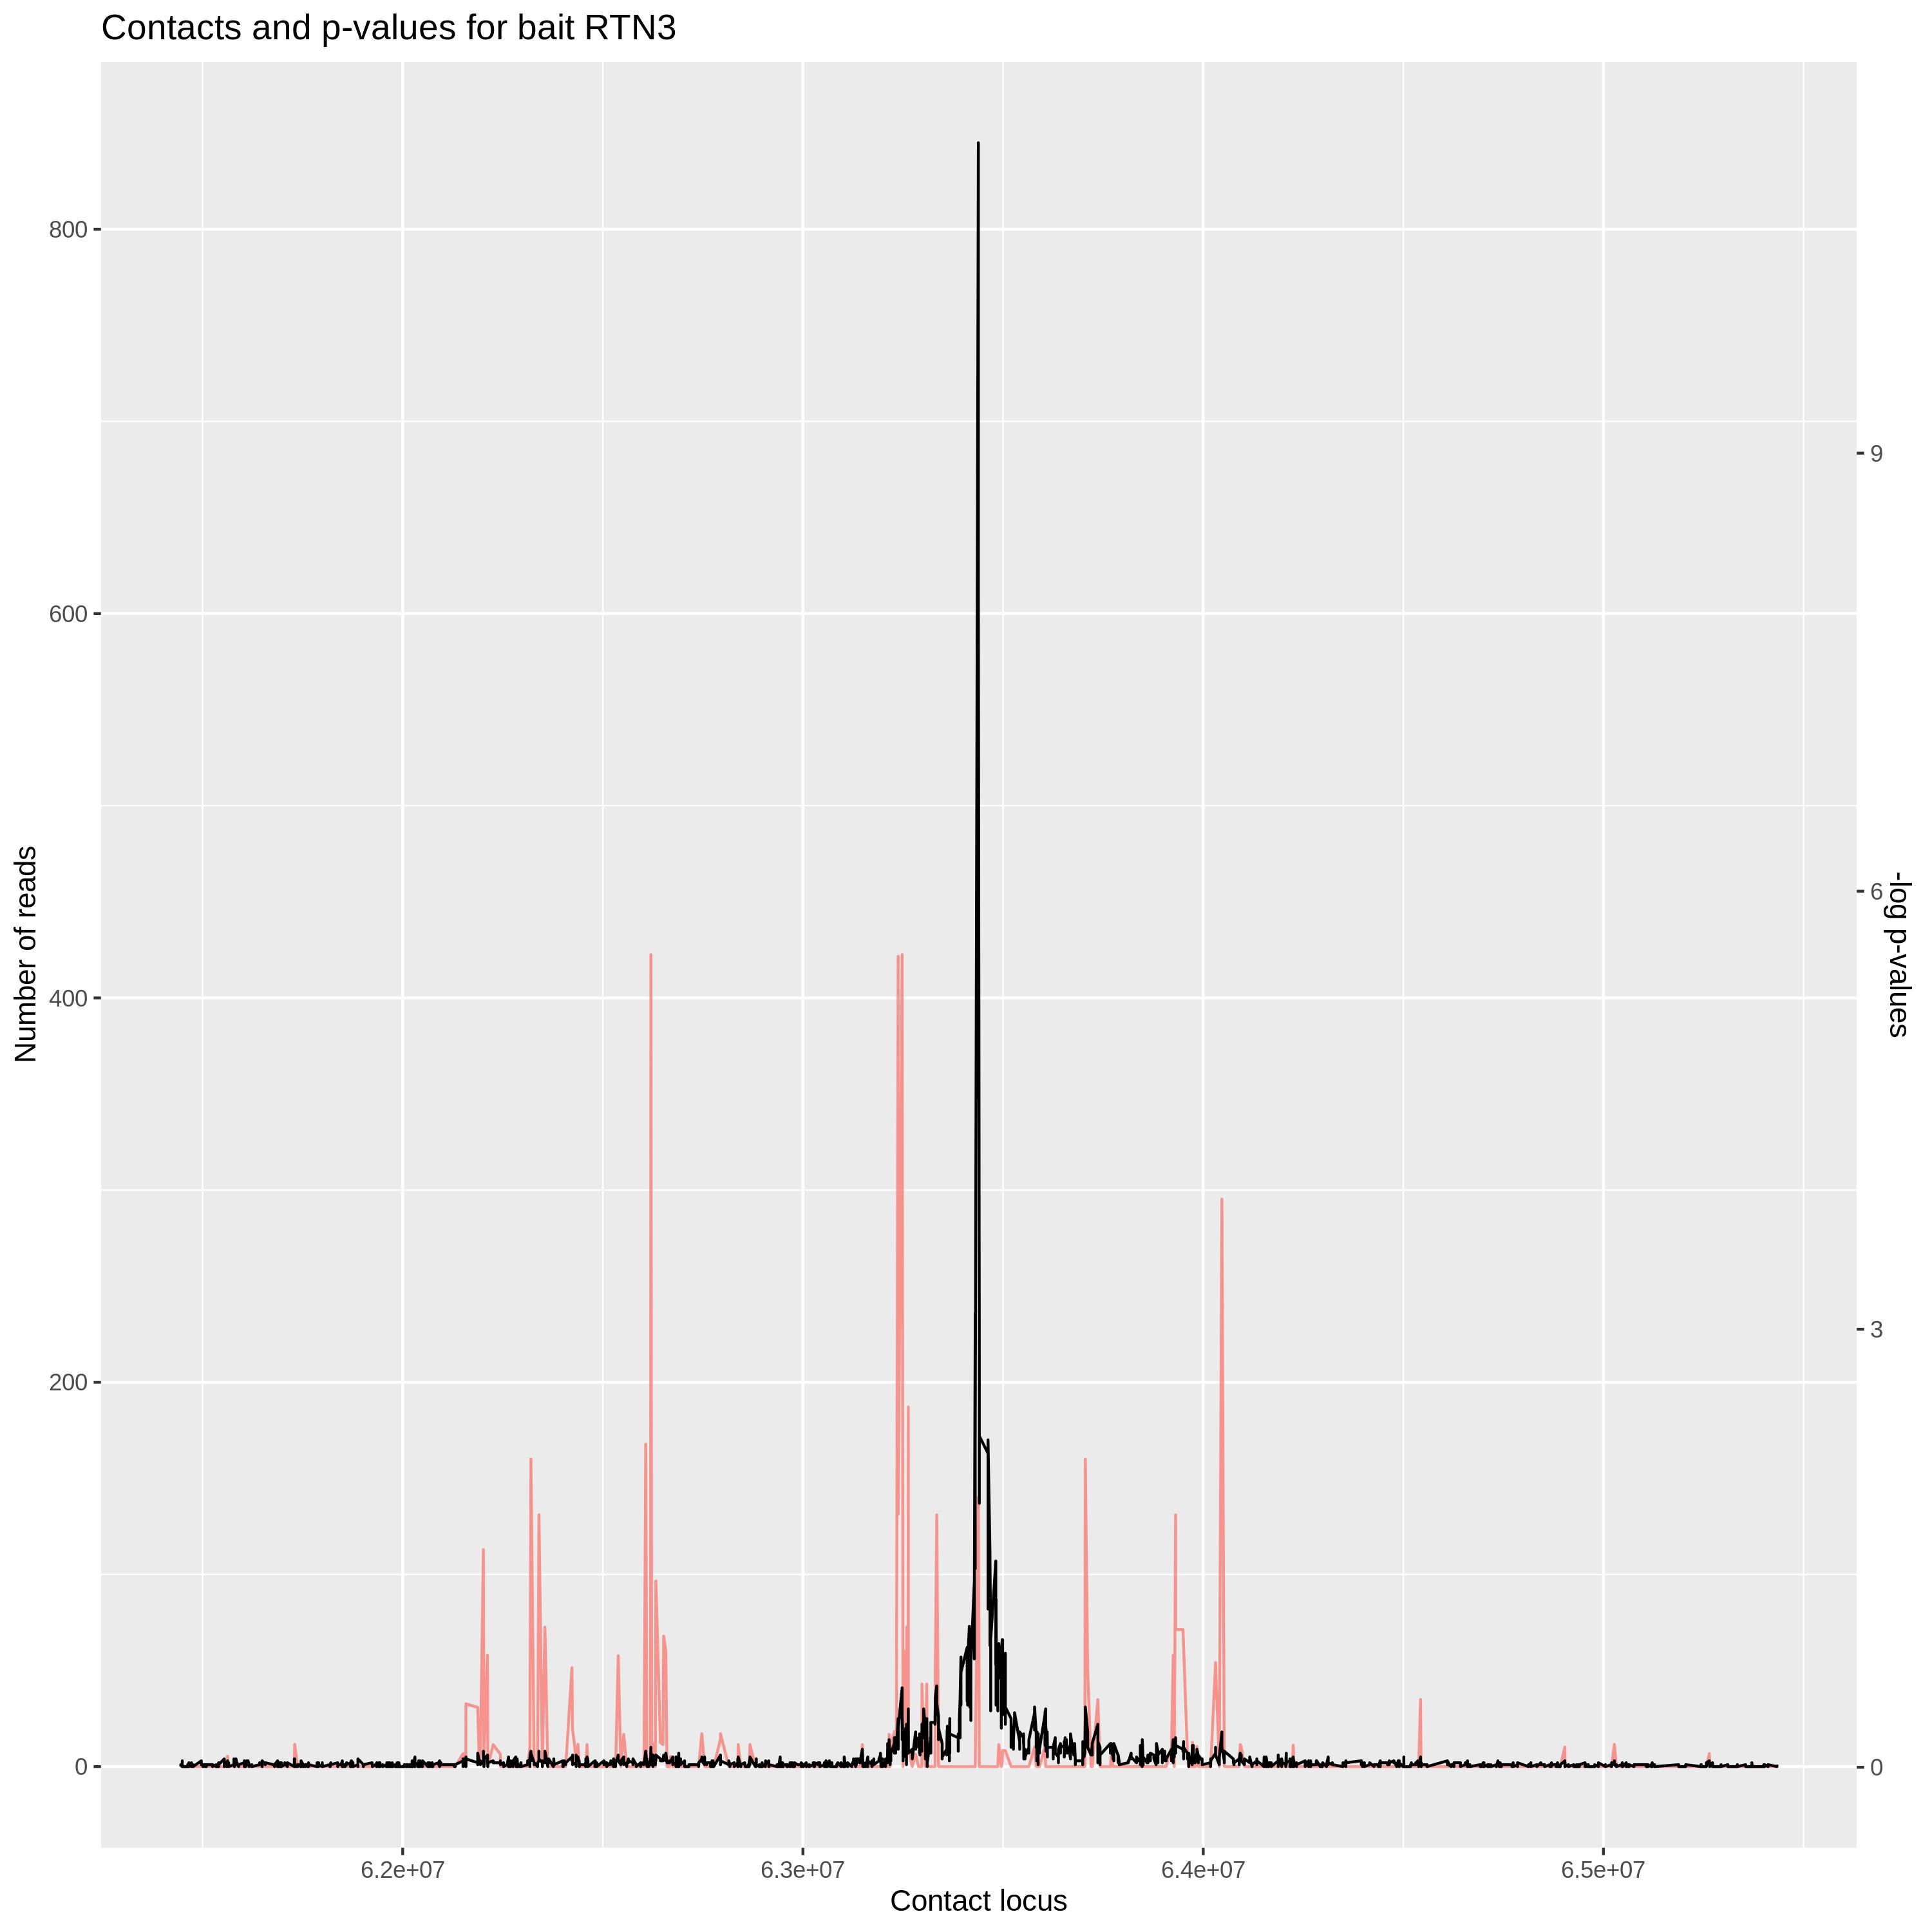 Contacts and p-values for bait RTN3
800
600
400
200
0
Number of reads
9
6
3
0
-log p-values
6.2e+07 6.3e+07 6.4e+07 6.5e+07
Contact locus